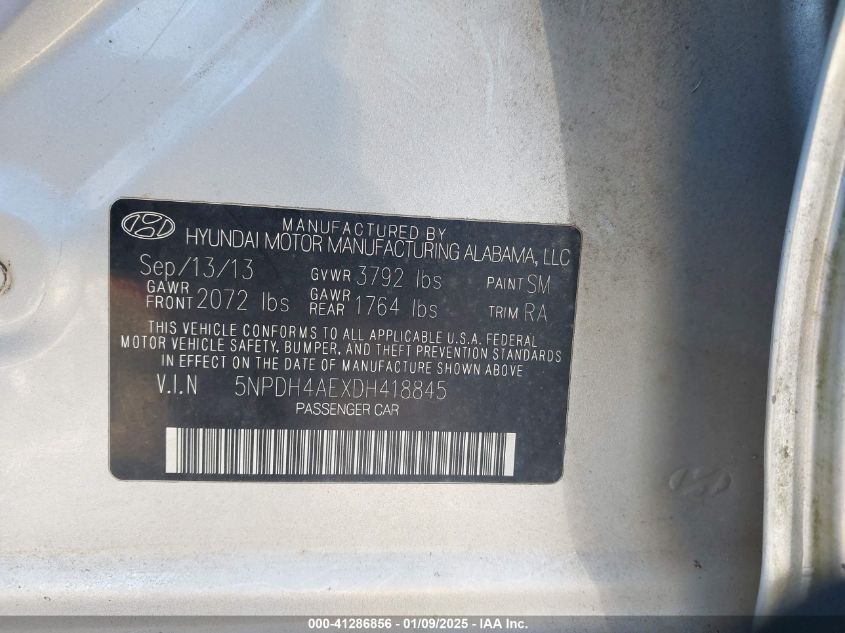 MANUFACTURED BY
HYUNDAI MOTOR MANUFACTURING ALABAMA, LLC
Sep/13/13 GVWR 3792 lbs PAINT SM
GAWR FRONT 2072 lbs GAWR REAR 1764 lbs TRIM RA
THIS VEHICLE CONFORMS TO ALL APPLICABLE U.S.A. FEDERAL
MOTOR VEHICLE SAFETY, BUMPER, AND THEFT PREVENTION STANDARDS
IN EFFECT ON THE DATE OF MANUFACTURE SHOWN ABOVE
V.I.N 5NPDH4AEXDH418845
PASSENGER CAR
000-41286856 - 01/09/2025 - IAA Inc.